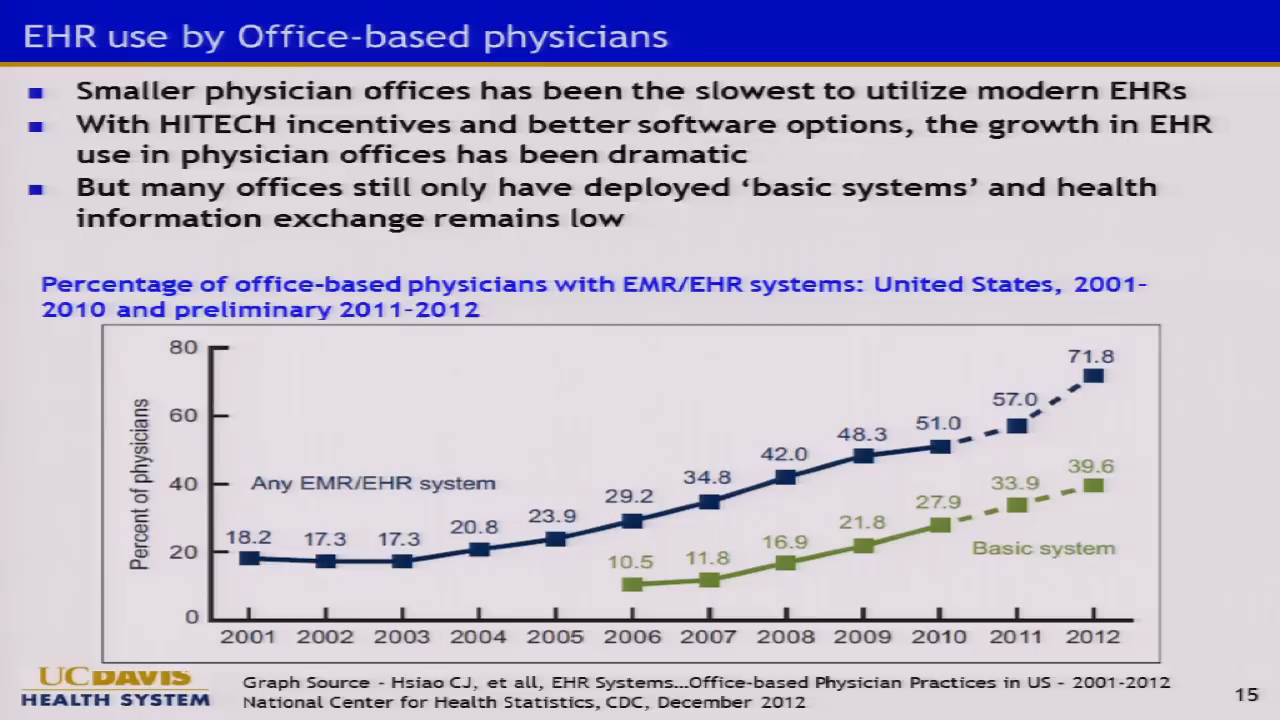 EHR use by Office-based physicians
Smaller physician offices has been the slowest to utilize modern EHRs
With HITECH incentives and better software options, the growth in EHR
use in physician offices has been dramatic
But many offices still only have deployed ‘basic systems’ and health
information exchange remains low
Percentage of office-based physicians with EMR/EHR systems: United States, 2001-
2010 and preliminary 2011-2012
80
60
40
20
0
Percent of physicians
Any EMR/EHR system
18.2 17.3 17.3 20.8 23.9 29.2 34.8 42.0 48.3 51.0 57.0 71.8
10.5 11.8 16.9 21.8 27.9 33.9 39.6
Basic system
2001 2002 2003 2004 2005 2006 2007 2008 2009 2010 2011 2012
UC DAVIS
HEALTH SYSTEM
Graph Source - Hsiao CJ, et all, EHR Systems...Office-based Physician Practices in US - 2001-2012
National Center for Health Statistics, CDC, December 2012
15